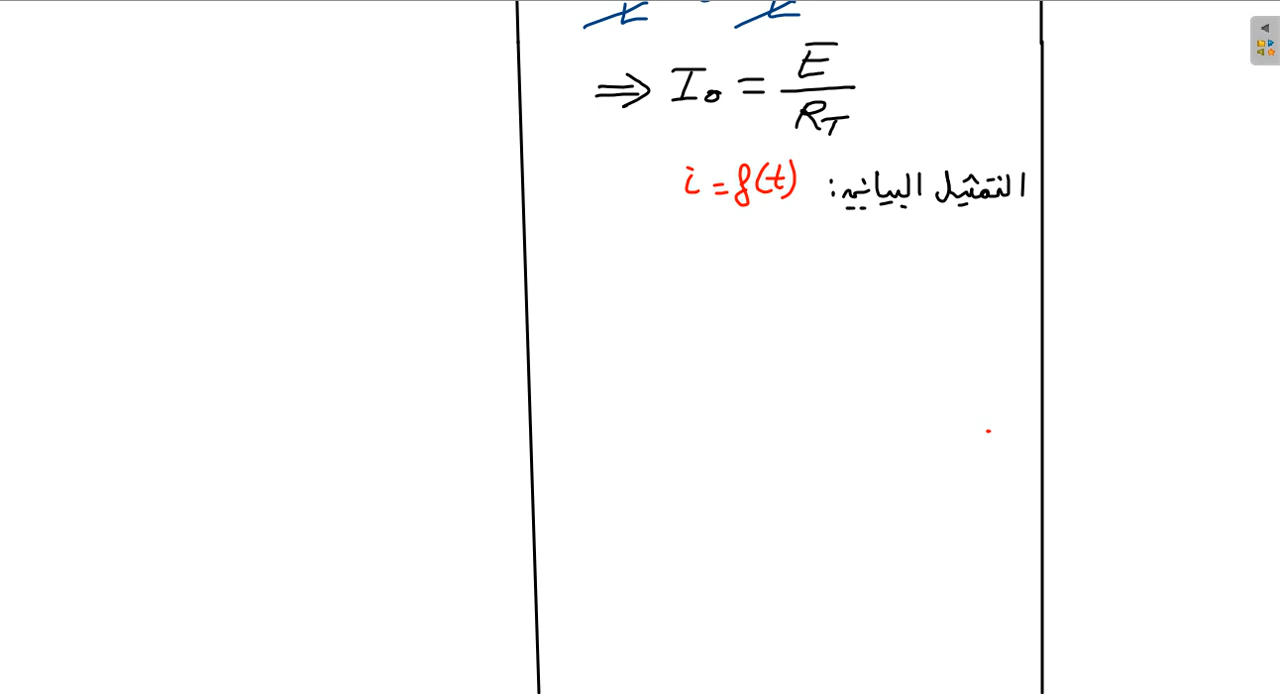 ⇒ I₀ = E / R_T
التمثيل البياني: i = f(t)